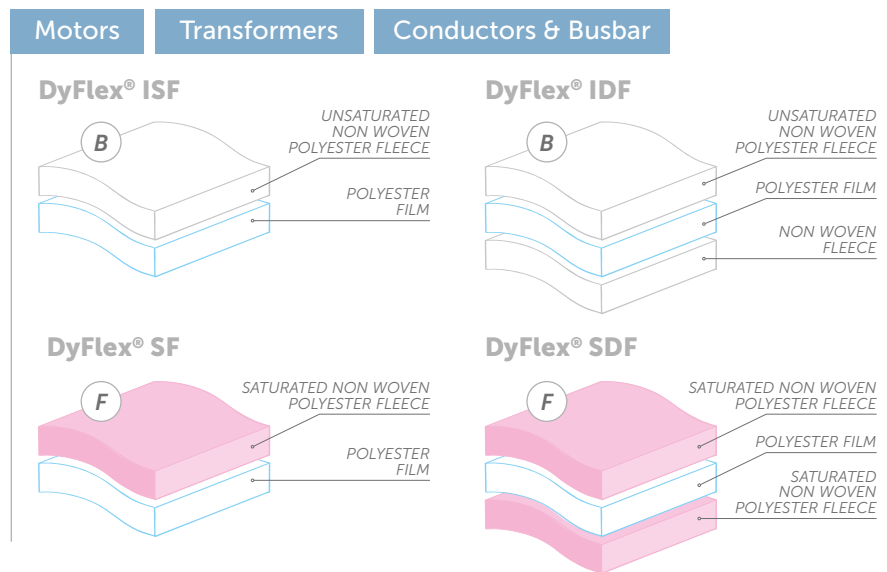 Motors
Transformers
Conductors & Busbar
DyFlex® ISF
B
UNSATURATED
NON WOVEN
POLYESTER FLEECE
POLYESTER
FILM
DyFlex® IDF
B
UNSATURATED
NON WOVEN
POLYESTER FLEECE
POLYESTER FILM
NON WOVEN
FLEECE
DyFlex® SF
F
SATURATED NON WOVEN
POLYESTER FLEECE
POLYESTER
FILM
DyFlex® SDF
F
SATURATED NON WOVEN
POLYESTER FLEECE
POLYESTER FILM
SATURATED
NON WOVEN
POLYESTER FLEECE